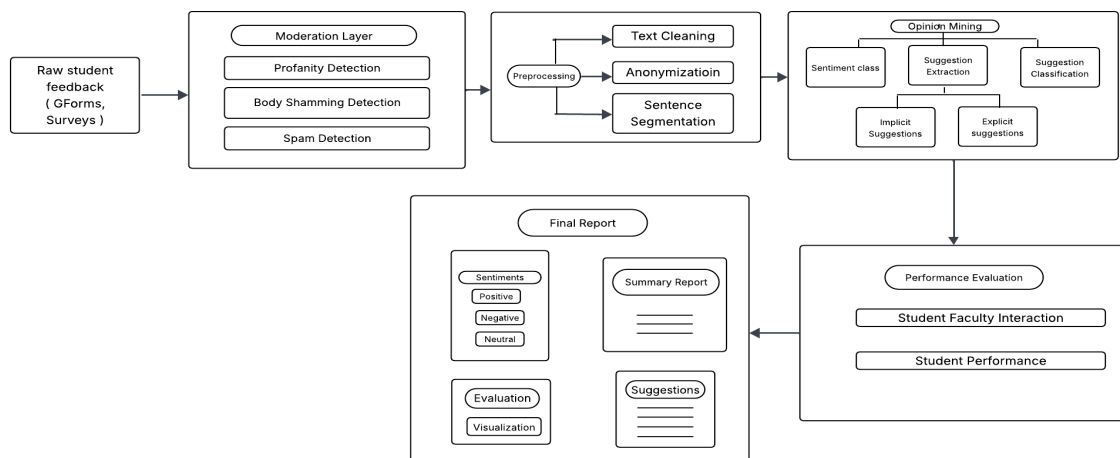 Raw student
feedback
( GForms,
Surveys )
Moderation Layer
Profanity Detection
Body Shamming Detection
Spam Detection
Preprocessing
Text Cleaning
Anonymizatioin
Sentence
Segmentation
Opinion Mining
Sentiment class
Suggestion
Extraction
Suggestion
Classification
Implicit
Suggestions
Explicit
suggestions
Performance Evaluation
Student Faculty Interaction
Student Performance
Final Report
Sentiments
Positive
Negative
Neutral
Summary Report
Evaluation
Visualization
Suggestions